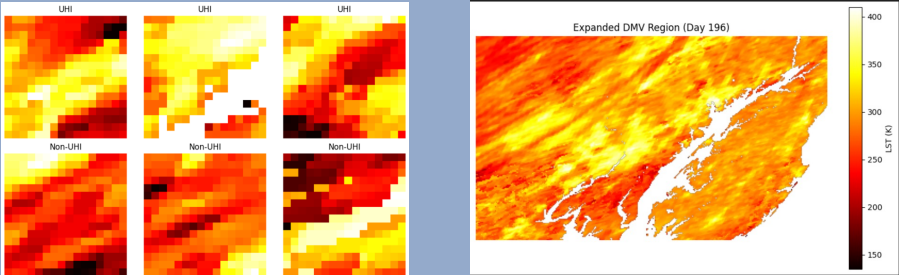 UHI
UHI
UHI
Non-UHI
Non-UHI
Non-UHI
Expanded DMV Region (Day 196)
400
350
300
250
200
150
LST (K)